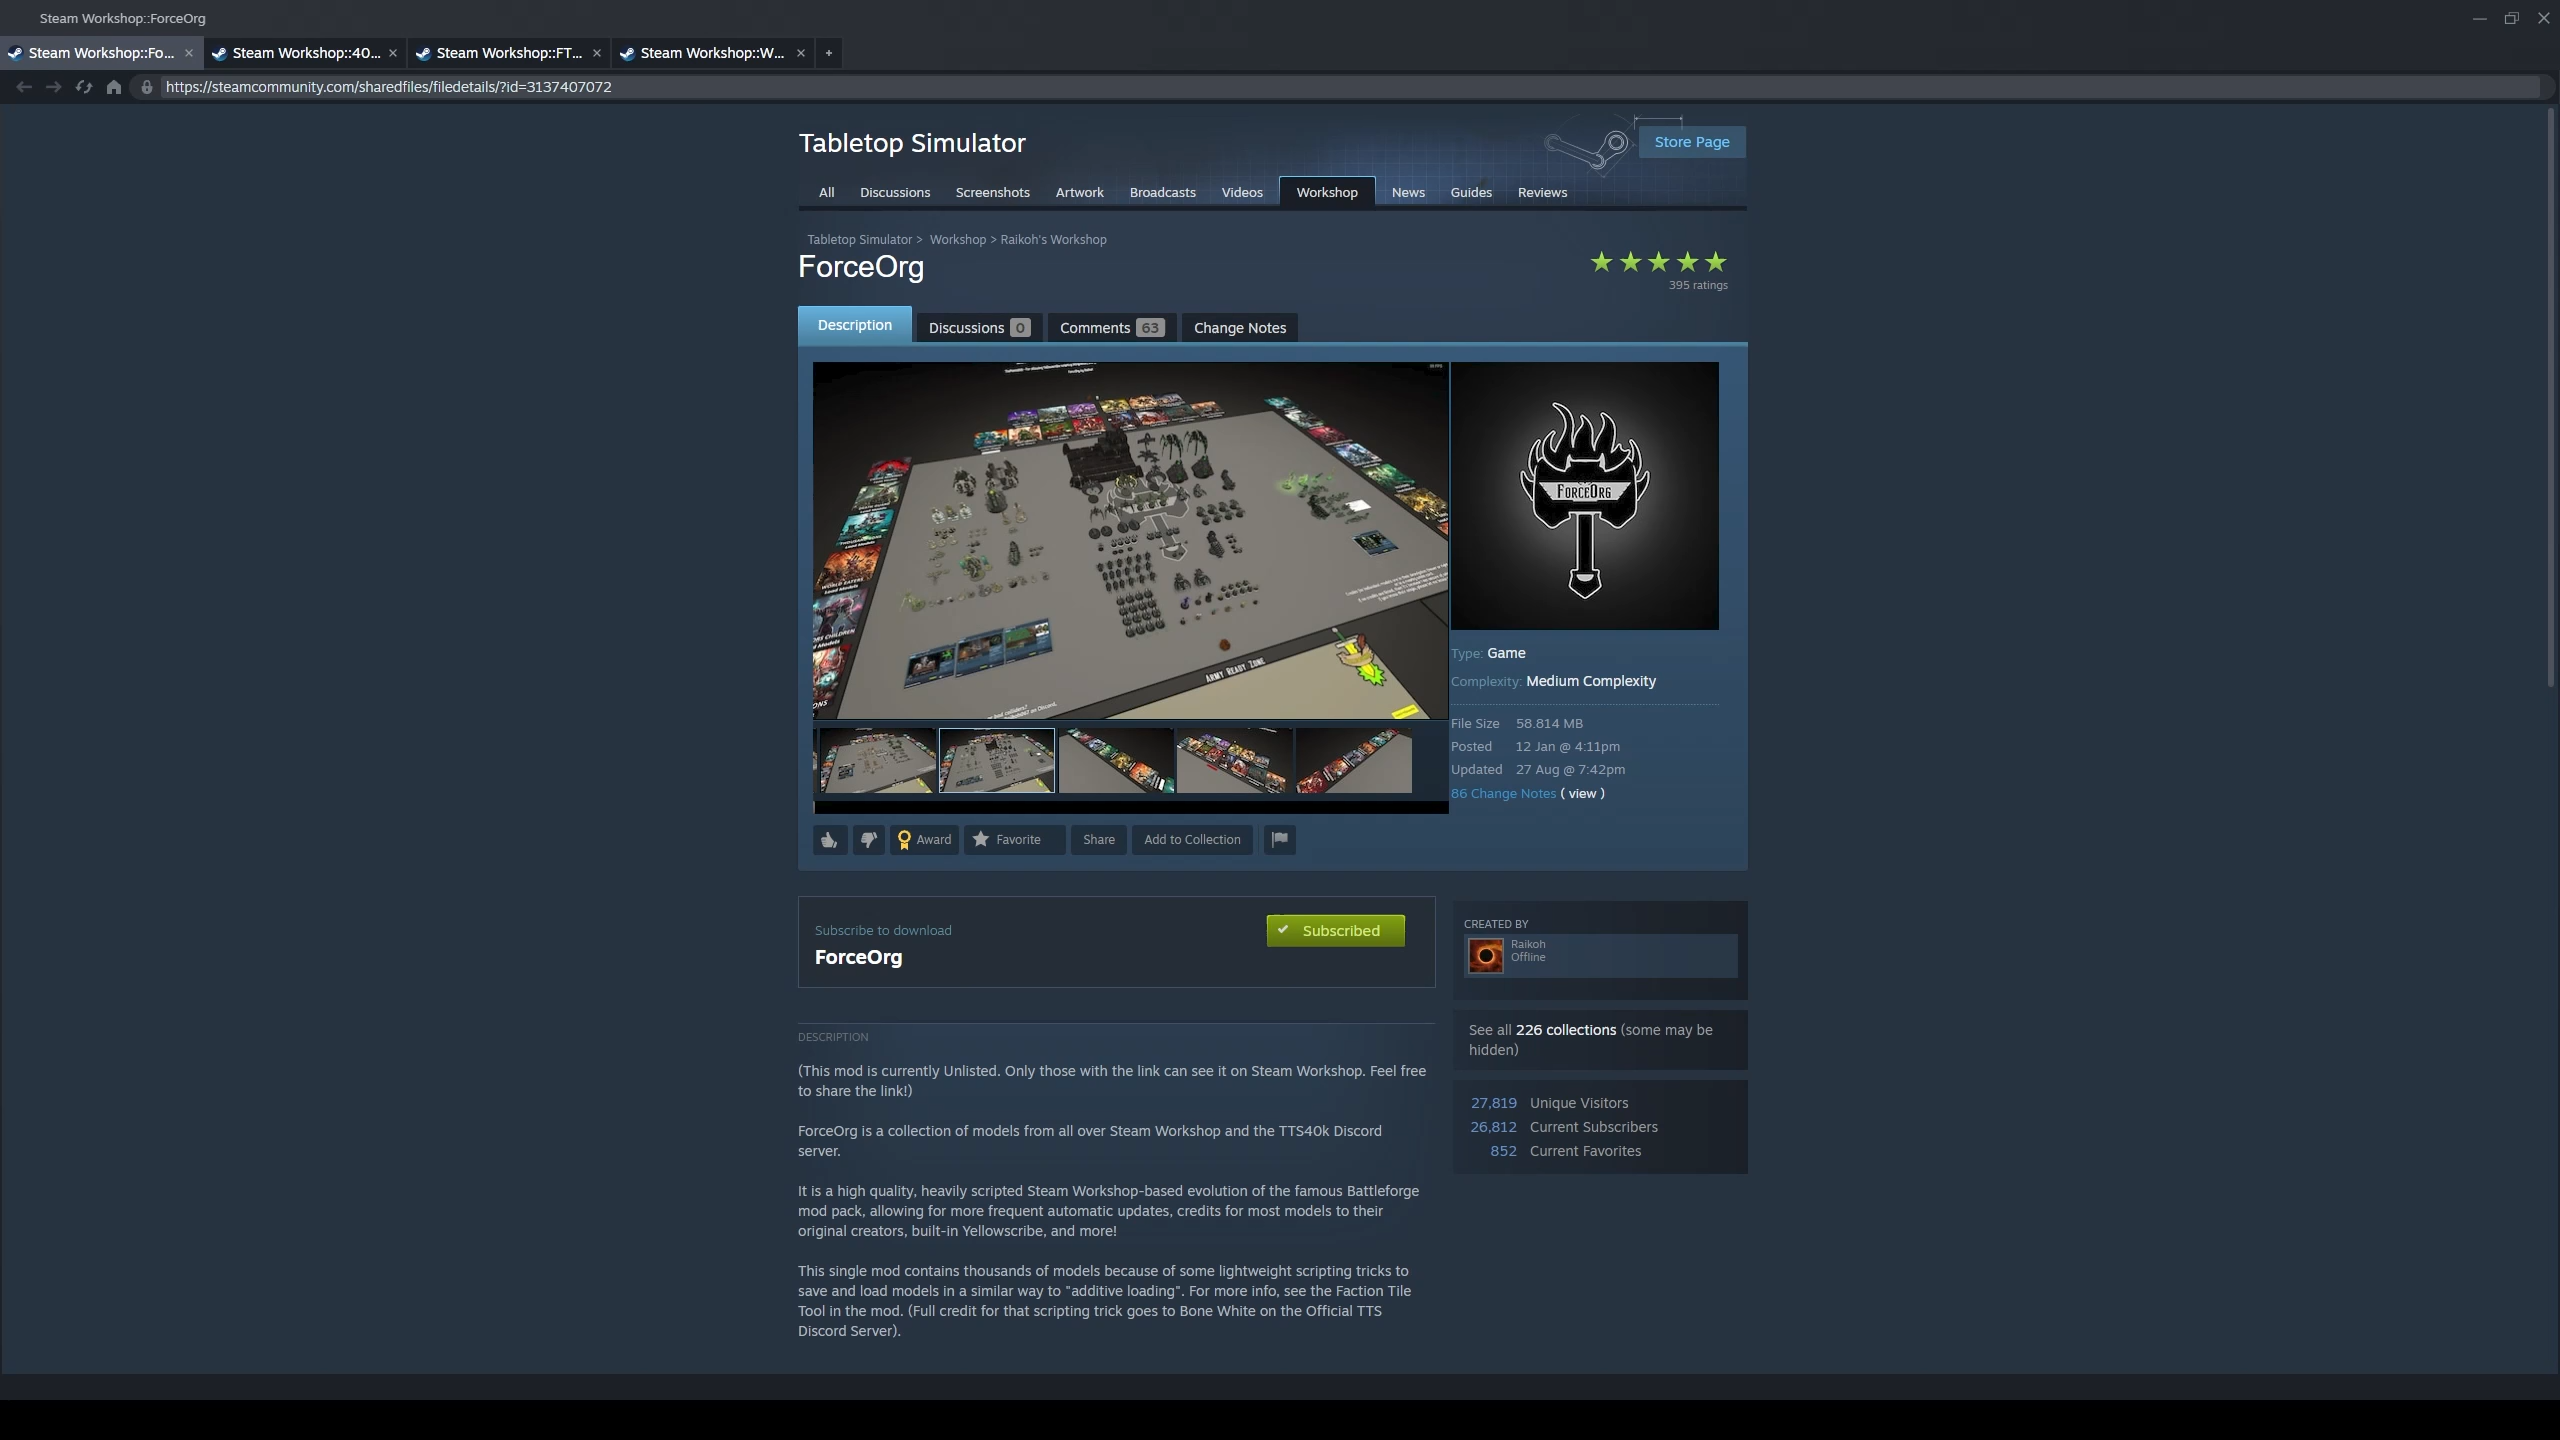 Steam Workshop::ForceOrg
Steam Workshop::Fo...
Steam Workshop::40...
Steam Workshop::FT...
Steam Workshop::W...
https://steamcommunity.com/sharedfiles/filedetails/?id=3137407072
Tabletop Simulator
Store Page
All Discussions Screenshots Artwork Broadcasts Videos Workshop News Guides Reviews
Tabletop Simulator > Workshop > Raikoh's Workshop
ForceOrg
395 ratings
Description Discussions 0 Comments 63 Change Notes
FORCEORG
ARMY READY ZONE
Type: Game
Complexity: Medium Complexity
File Size 58.814 MB
Posted 12 Jan @ 4:11pm
Updated 27 Aug @ 7:42pm
86 Change Notes ( view )
Award Favorite Share Add to Collection
Subscribe to download
ForceOrg
Subscribed
CREATED BY
Raikoh
Offline
See all 226 collections (some may be
hidden)
27,819 Unique Visitors
26,812 Current Subscribers
852 Current Favorites
DESCRIPTION
(This mod is currently Unlisted. Only those with the link can see it on Steam Workshop. Feel free
to share the link!)
ForceOrg is a collection of models from all over Steam Workshop and the TTS40k Discord
server.
It is a high quality, heavily scripted Steam Workshop-based evolution of the famous Battleforge
mod pack, allowing for more frequent automatic updates, credits for most models to their
original creators, built-in Yellowscribe, and more!
This single mod contains thousands of models because of some lightweight scripting tricks to
save and load models in a similar way to "additive loading". For more info, see the Faction Tile
Tool in the mod. (Full credit for that scripting trick goes to Bone White on the Official TTS
Discord Server).